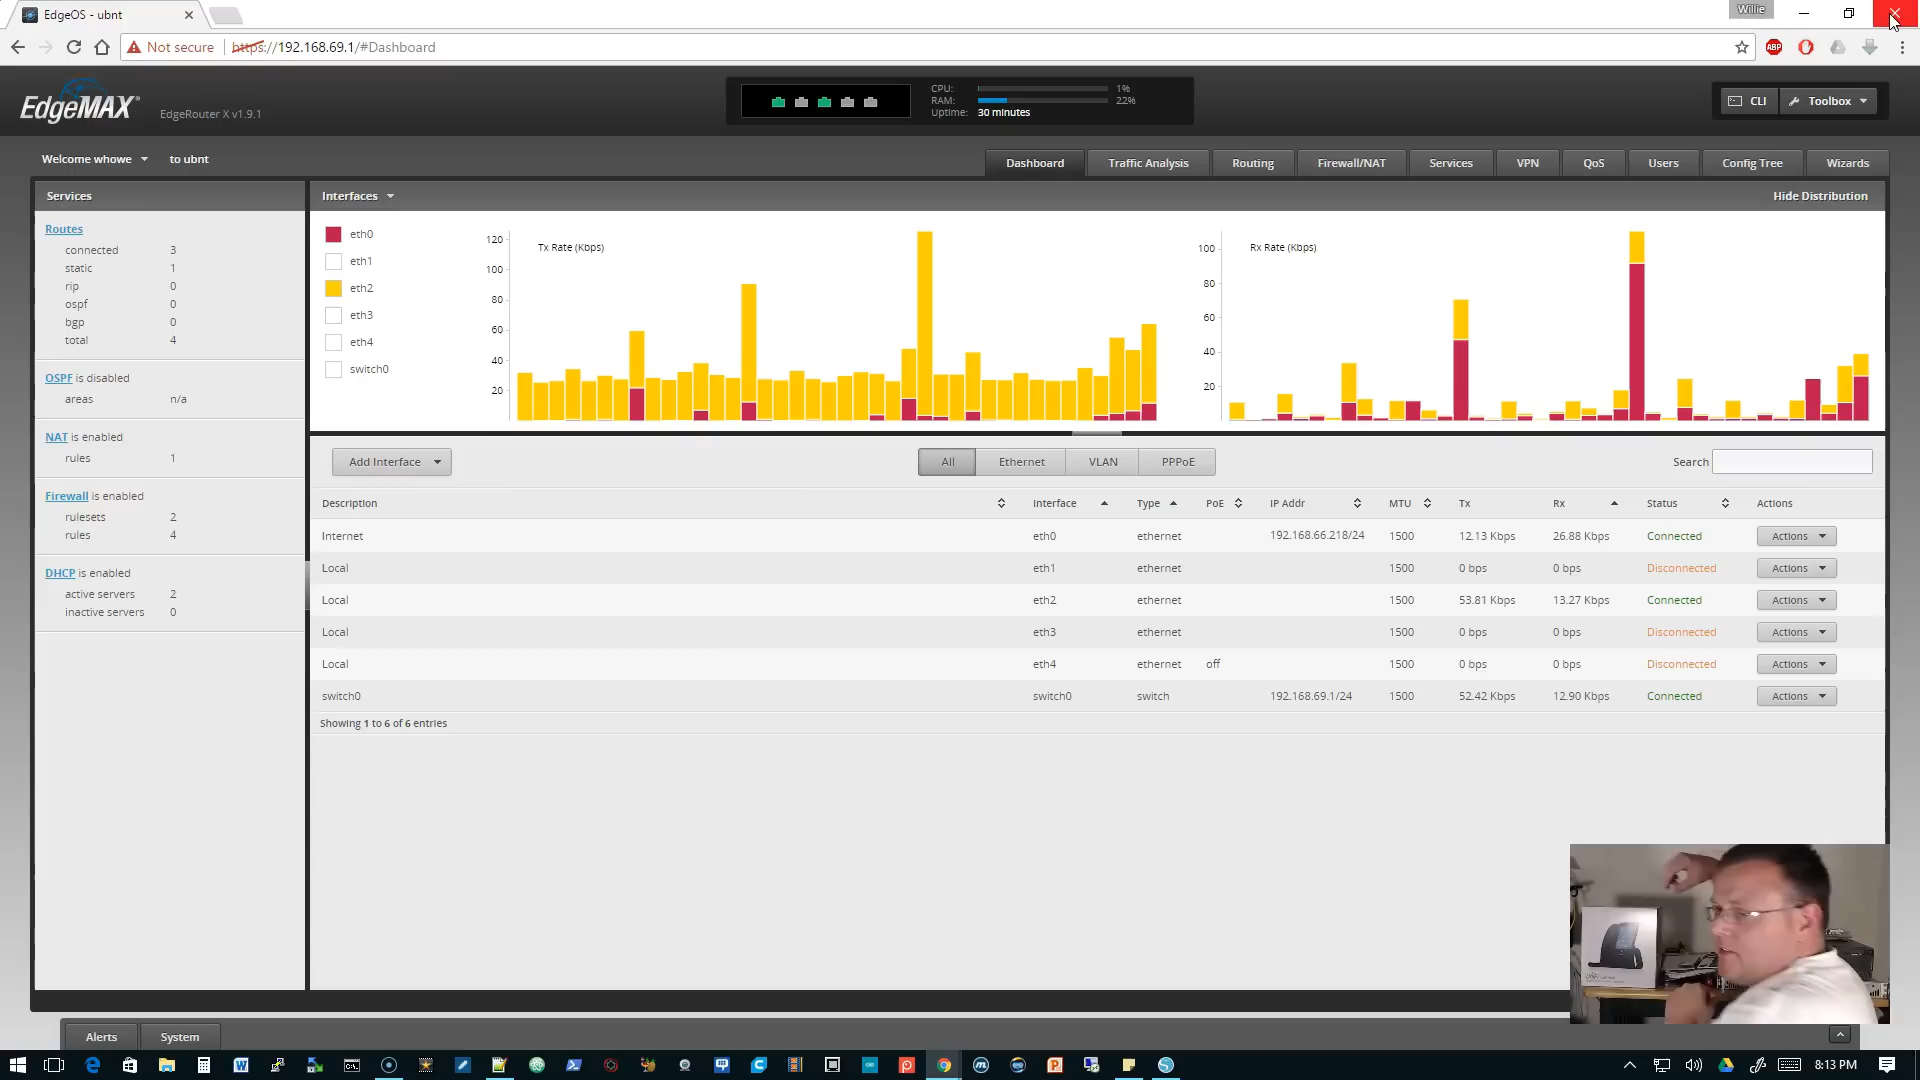 EdgeOS - ubnt
Willie
Not secure
https://192.168.69.1/#Dashboard
ABP
EdgeMAX
EdgeRouter X v1.9.1
CPU: 1%
RAM: 22%
Uptime: 30 minutes
CLI
Toolbox
Welcome whowe to ubnt
Dashboard
Traffic Analysis
Routing
Firewall/NAT
Services
VPN
QoS
Users
Config Tree
Wizards
Services
Routes
connected 3
static 1
rip 0
ospf 0
bgp 0
total 4
OSPF is disabled
areas n/a
NAT is enabled
rules 1
Firewall is enabled
rulesets 2
rules 4
DHCP is enabled
active servers 2
inactive servers 0
Interfaces
Hide Distribution
eth0
eth1
eth2
eth3
eth4
switch0
Tx Rate (Kbps)
120
100
80
60
40
20
Rx Rate (Kbps)
100
80
60
40
20
Add Interface
All
Ethernet
VLAN
PPPoE
Search
Description Interface Type PoE IP Addr MTU Tx Rx Status Actions
Internet eth0 ethernet 192.168.66.218/24 1500 12.13 Kbps 26.88 Kbps Connected Actions
Local eth1 ethernet 1500 0 bps 0 bps Disconnected Actions
Local eth2 ethernet 1500 53.81 Kbps 13.27 Kbps Connected Actions
Local eth3 ethernet 1500 0 bps 0 bps Disconnected Actions
Local eth4 ethernet off 1500 0 bps 0 bps Disconnected Actions
switch0 switch0 switch 192.168.69.1/24 1500 52.42 Kbps 12.90 Kbps Connected Actions
Showing 1 to 6 of 6 entries
Alerts
System
8:13 PM